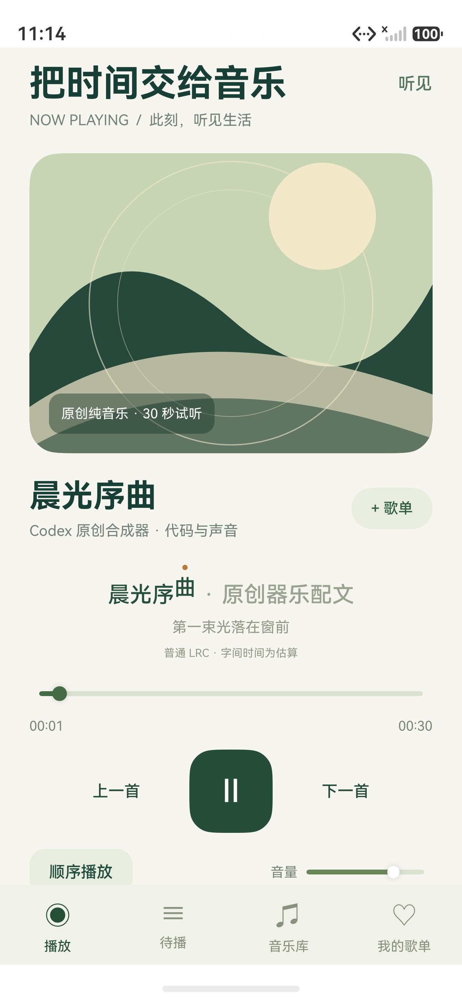 11:14
100
把时间交给音乐
听见
NOW PLAYING / 此刻，听见生活
原创纯音乐 · 30 秒试听
晨光序曲
+ 歌单
Codex 原创合成器 · 代码与声音
晨光序曲 · 原创器乐配文
第一束光落在窗前
普通 LRC · 字间时间为估算
00:01
00:30
上一首
下一首
顺序播放
音量
播放
待播
音乐库
我的歌单